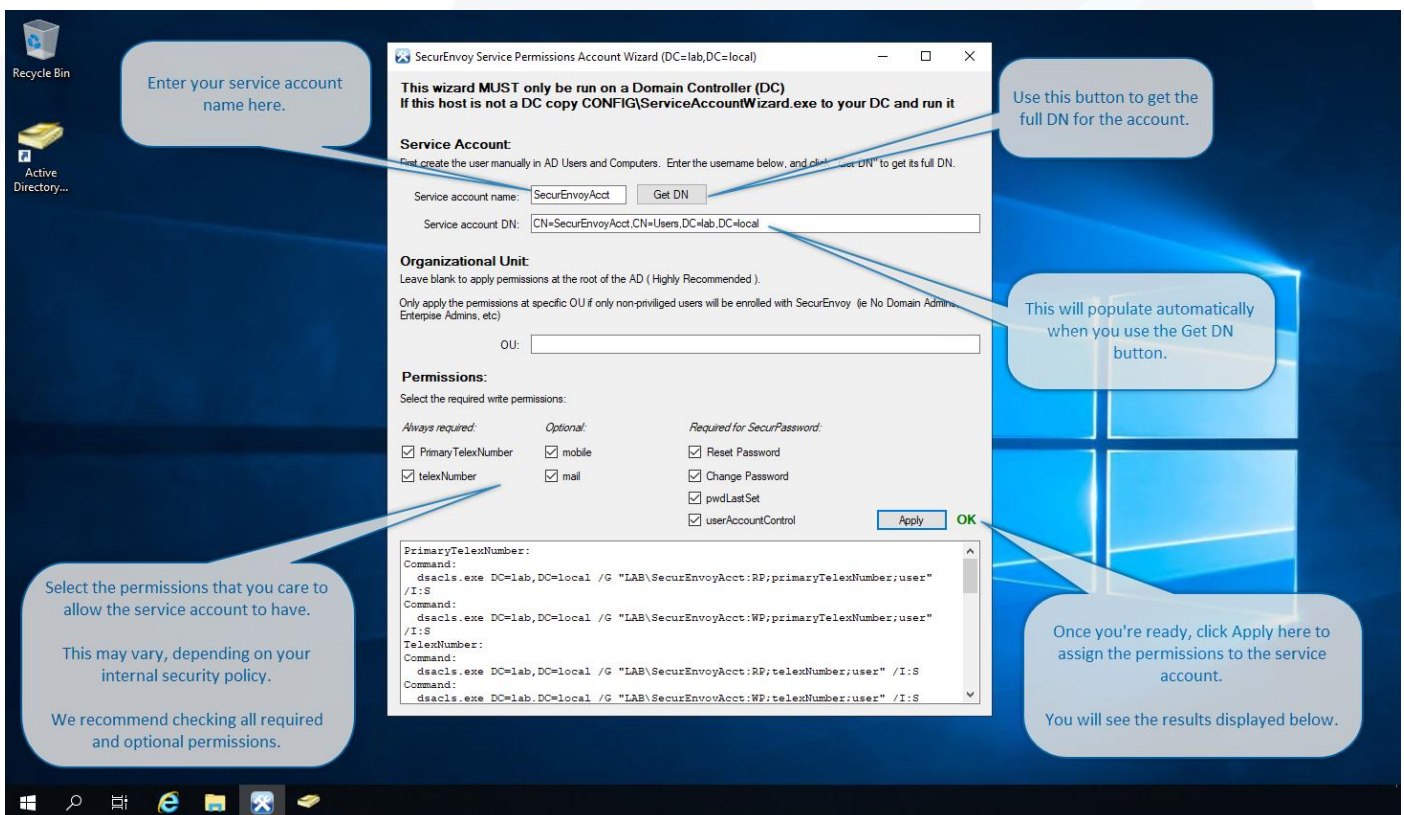 Recycle Bin
Active
Directory...
Enter your service account
name here.
SecurEnvoy Service Permissions Account Wizard (DC=lab,DC=local)
This wizard MUST only be run on a Domain Controller (DC)
If this host is not a DC copy CONFIG\ServiceAccountWizard.exe to your DC and run it
Use this button to get the
full DN for the account.
Service Account:
First create the user manually in AD Users and Computers. Enter the username below, and click "Get DN" to get its full DN.
Service account name: SecurEnvoyAcct Get DN
Service account DN: CN=SecurEnvoyAcct,CN=Users,DC=lab,DC=local
Organizational Unit:
Leave blank to apply permissions at the root of the AD ( Highly Recommended ).
Only apply the permissions at specific OU if only non-priviliged users will be enrolled with SecurEnvoy (ie No Domain Admins,
Enterpise Admins, etc)
OU:
This will populate automatically
when you use the Get DN
button.
Permissions:
Select the required write permissions:
Always required: Optional: Required for SecurPassword:
PrimaryTelexNumber mobile Reset Password
telexNumber mail Change Password
pwdLastSet
userAccountControl Apply OK
PrimaryTelexNumber:
Command:
dsacls.exe DC=lab,DC=local /G "LAB\SecurEnvoyAcct:RP;primaryTelexNumber;user"
/I:S
Command:
dsacls.exe DC=lab,DC=local /G "LAB\SecurEnvoyAcct:WP;primaryTelexNumber;user"
/I:S
TelexNumber:
Command:
dsacls.exe DC=lab,DC=local /G "LAB\SecurEnvoyAcct:RP;telexNumber;user" /I:S
Command:
dsacls.exe DC=lab,DC=local /G "LAB\SecurEnvoyAcct:WP;telexNumber;user" /I:S
Select the permissions that you care to
allow the service account to have.
This may vary, depending on your
internal security policy.
We recommend checking all required
and optional permissions.
Once you're ready, click Apply here to
assign the permissions to the service
account.
You will see the results displayed below.